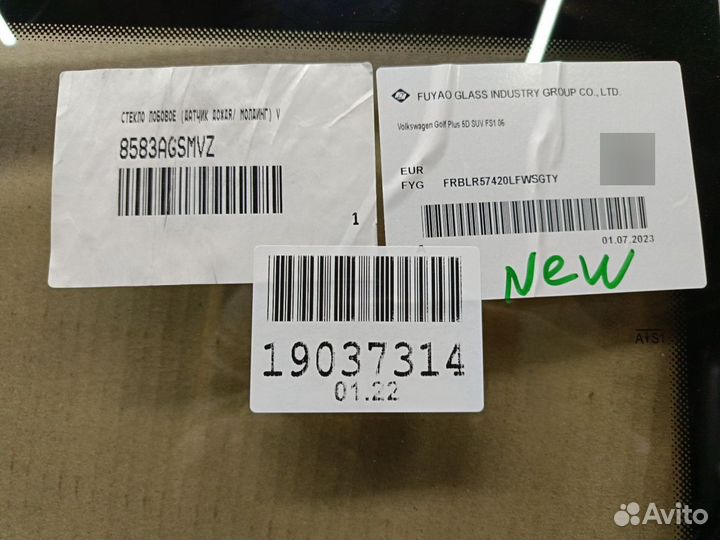 СТЕКЛО ЛОБОВОЕ (ДАТЧИК ДОЖДЯ/ МОЛДИНГ) V
8583AGSMVZ
1
FUYAO GLASS INDUSTRY GROUP CO., LTD.
Volkswagen Golf Plus 5D SUV FS1 06
EUR
FYG FRBLR57420LFWSGTY
01.07.2023
New
19037314
01.22
AYS1
Avito